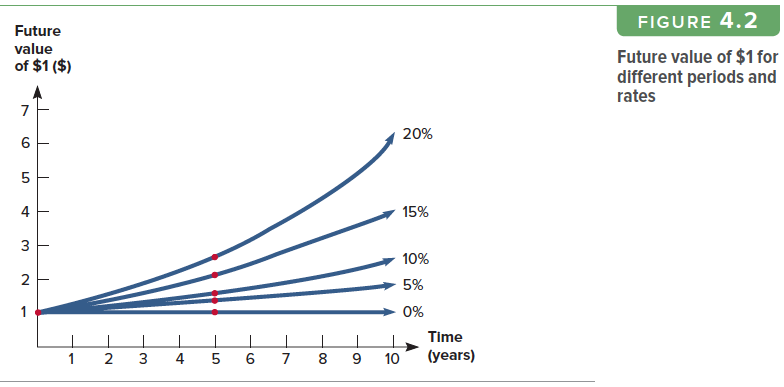 Future
value
of $1 ($)
7
6
5
4
3
2
1
20%
15%
10%
5%
0%
1 2 3 4 5 6 7 8 9 10
Time
(years)
FIGURE 4.2
Future value of $1 for
different periods and
rates